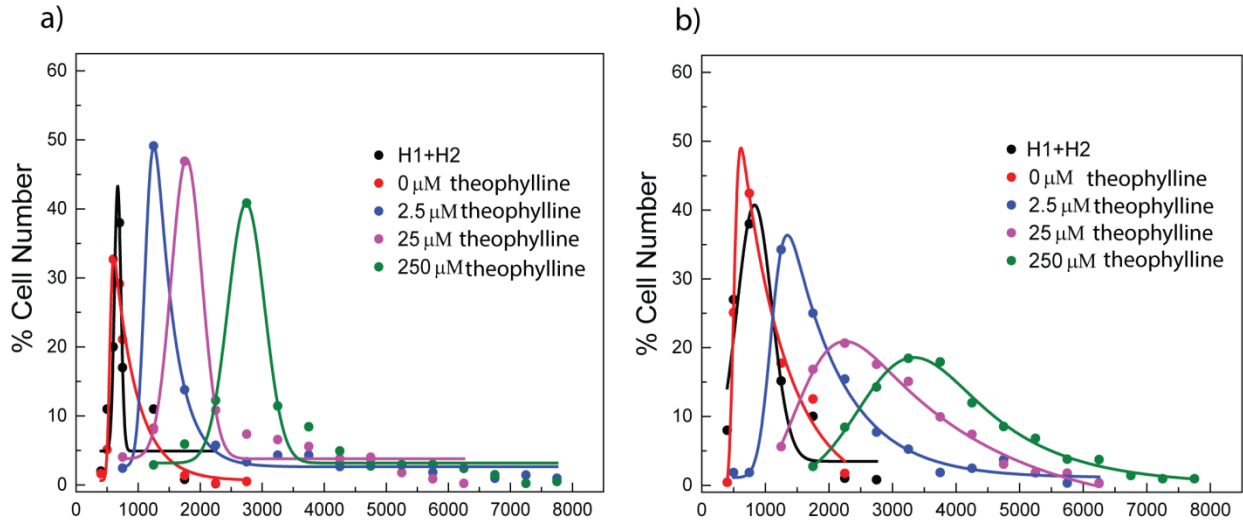 a)
% Cell Number
60
50
40
30
20
10
0
H1+H2
0 μM theophylline
2.5 μM theophylline
25 μM theophylline
250 μM theophylline
0 1000 2000 3000 4000 5000 6000 7000 8000
b)
% Cell Number
60
50
40
30
20
10
0
H1+H2
0 μM theophylline
2.5 μM theophylline
25 μM theophylline
250 μM theophylline
0 1000 2000 3000 4000 5000 6000 7000 8000